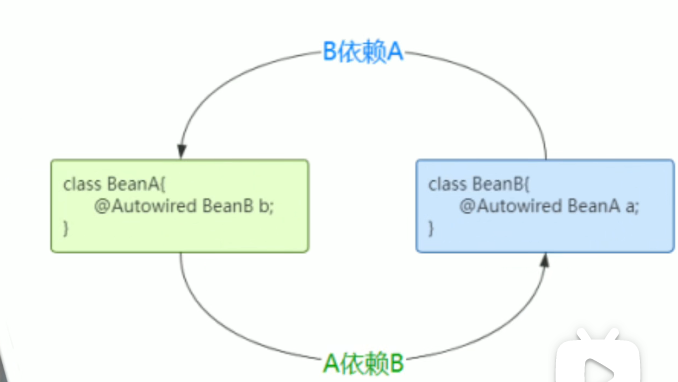 B依赖A
class BeanA{
@Autowired BeanB b;
}
class BeanB{
@Autowired BeanA a;
}
A依赖B